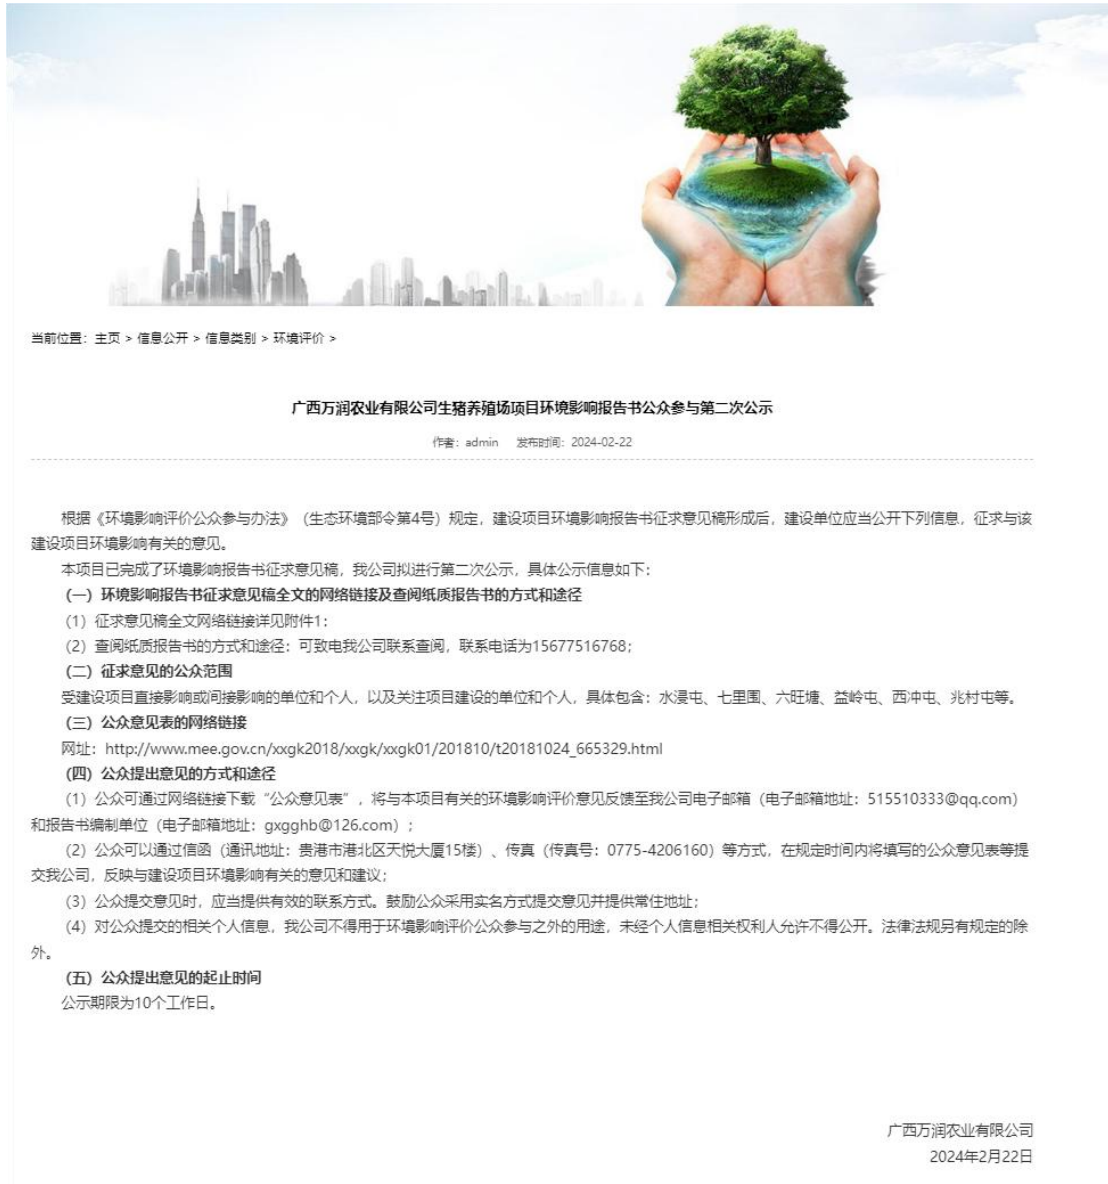 当前位置：主页 > 信息公开 > 信息类别 > 环境评价 >
广西万润农业有限公司生猪养殖场项目环境影响报告书公众参与第二次公示
作者：admin 发布时间：2024-02-22
根据《环境影响评价公众参与办法》（生态环境部令第4号）规定，建设项目环境影响报告书征求意见稿形成后，建设单位应当公开下列信息，征求与该
建设项目环境影响有关的意见。
本项目已完成了环境影响报告书征求意见稿，我公司拟进行第二次公示，具体公示信息如下：
（一）环境影响报告书征求意见稿全文的网络链接及查阅纸质报告书的方式和途径
（1）征求意见稿全文网络链接详见附件1；
（2）查阅纸质报告书的方式和途径：可致电我公司联系查阅，联系电话为15677516768；
（二）征求意见的公众范围
受建设项目直接影响或间接影响的单位和个人，以及关注项目建设的单位和个人，具体包含：水浸屯、七里围、六旺塘、益岭屯、西冲屯、兆村屯等。
（三）公众意见表的网络链接
网址：http://www.mee.gov.cn/xxgk2018/xxgk/xxgk01/201810/t20181024_665329.html
（四）公众提出意见的方式和途径
（1）公众可通过网络链接下载“公众意见表”，将与本项目有关的环境影响评价意见反馈至我公司电子邮箱（电子邮箱地址：515510333@qq.com）
和报告书编制单位（电子邮箱地址：gxgghb@126.com）；
（2）公众可以通过信函（通讯地址：贵港市港北区天悦大厦15楼）、传真（传真号：0775-4206160）等方式，在规定时间内将填写的公众意见表等提
交我公司，反映与建设项目环境影响有关的意见和建议；
（3）公众提交意见时，应当提供有效的联系方式。鼓励公众采用实名方式提交意见并提供常住地址；
（4）对公众提交的相关个人信息，我公司不得用于环境影响评价公众参与之外的用途，未经个人信息相关权利人允许不得公开。法律法规另有规定的除
外。
（五）公众提出意见的起止时间
公示期限为10个工作日。
广西万润农业有限公司
2024年2月22日